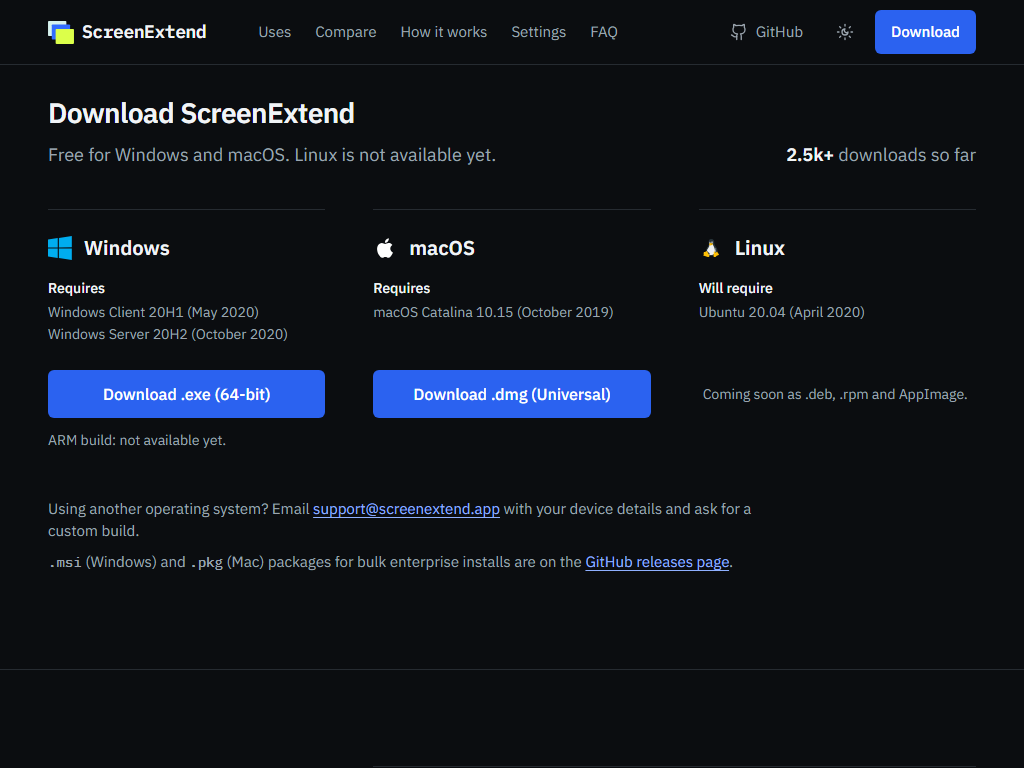 ScreenExtend
Uses
Compare
How it works
Settings
FAQ
GitHub
Download
Download ScreenExtend
Free for Windows and macOS. Linux is not available yet.
2.5k+ downloads so far
Windows
Requires
Windows Client 20H1 (May 2020)
Windows Server 20H2 (October 2020)
Download .exe (64-bit)
ARM build: not available yet.
macOS
Requires
macOS Catalina 10.15 (October 2019)
Download .dmg (Universal)
Linux
Will require
Ubuntu 20.04 (April 2020)
Coming soon as .deb, .rpm and AppImage.
Using another operating system? Email support@screenextend.app with your device details and ask for a
custom build.
.msi (Windows) and .pkg (Mac) packages for bulk enterprise installs are on the GitHub releases page.